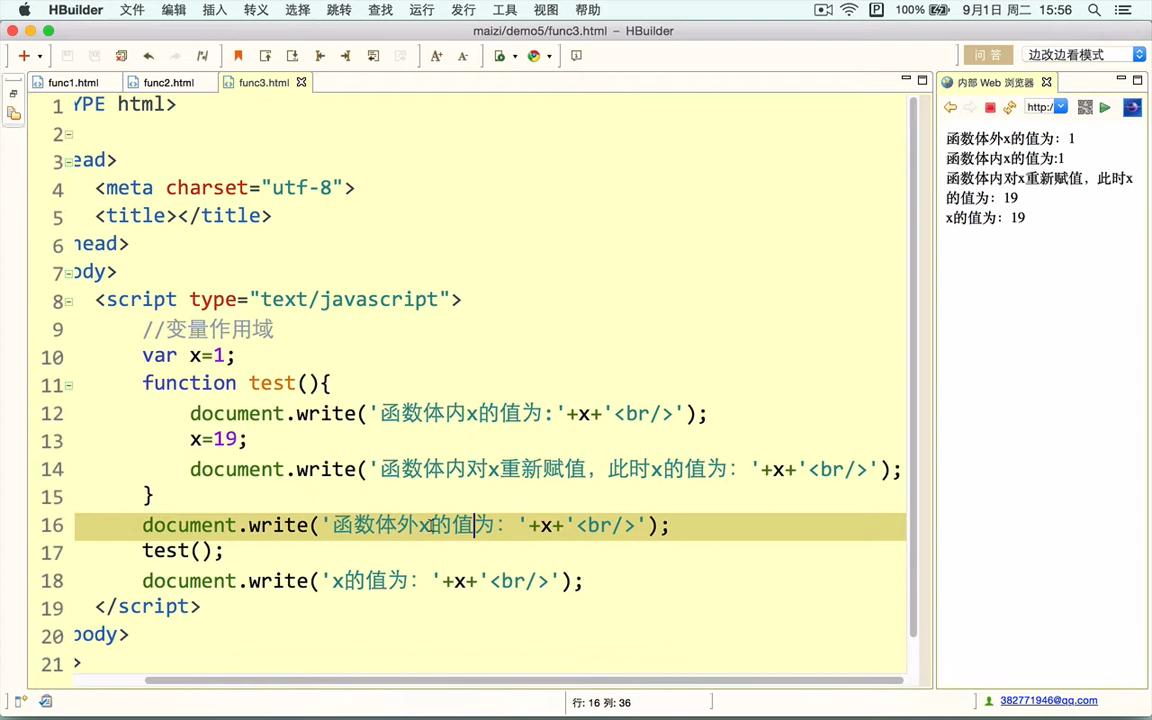 HBuilder 文件 编辑 插入 转义 选择 跳转 查找 运行 发行 工具 视图 帮助 P 100% 9月1日 周二 15:56
maizi/demo5/func3.html − HBuilder
A+ A- 问 答 边改边看模式
func1.html func2.html func3.html 内部 Web 浏览器
http:/
1 YPE html>
2
3 ead>
4 <meta charset="utf-8">
5 <title></title>
6 head>
7 ody>
8 <script type="text/javascript">
9 //变量作用域
10 var x=1;
11 function test(){
12 document.write('函数体内x的值为:'+x+'<br/>');
13 x=19;
14 document.write('函数体内对x重新赋值，此时x的值为：'+x+'<br/>');
15 }
16 document.write('函数体外x的值为：'+x+'<br/>');
17 test();
18 document.write('x的值为：'+x+'<br/>');
19 </script>
20 body>
21 >
函数体外x的值为：1
函数体内x的值为:1
函数体内对x重新赋值，此时x
的值为：19
x的值为：19
行: 16 列: 36
382771946@qq.com